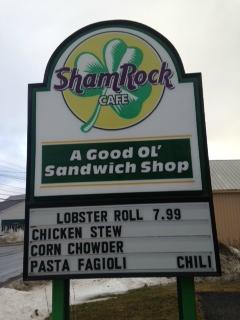 ShamRock
CAFE
A Good Ol'
Sandwich Shop
LOBSTER ROLL 7.99
CHICKEN STEW
CORN CHOWDER
PASTA FAGIOLI CHILI